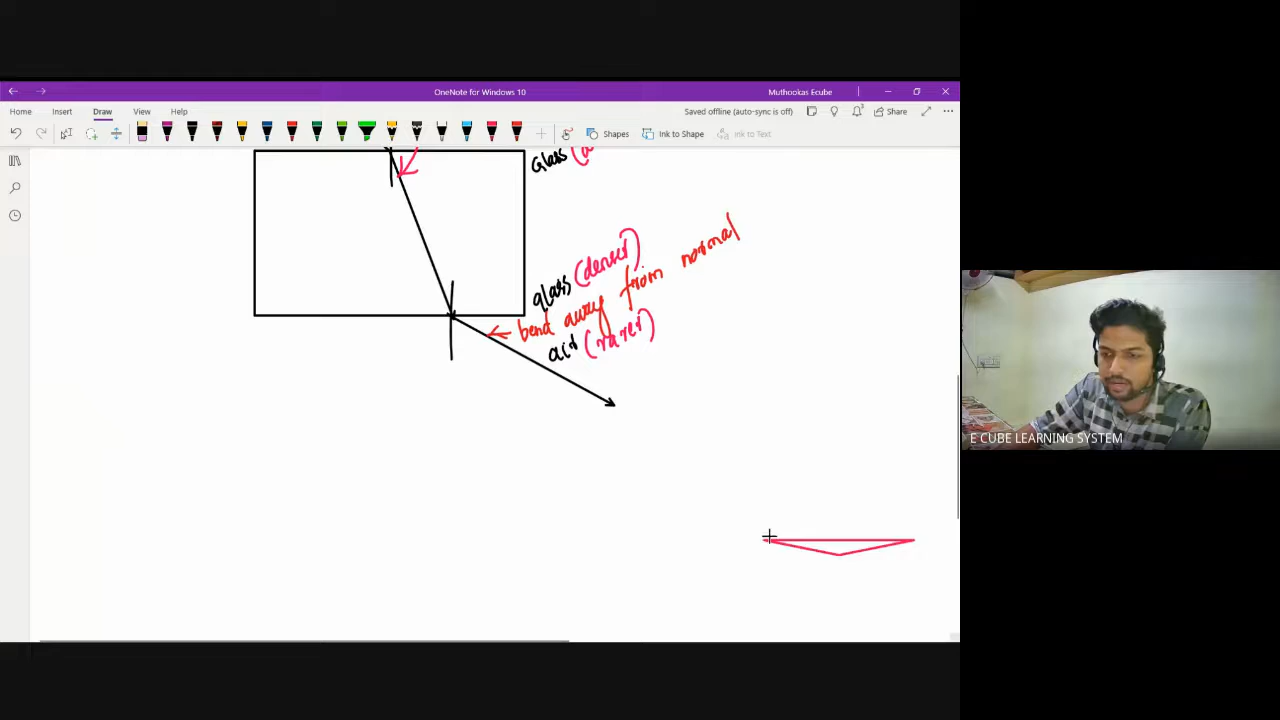 OneNote for Windows 10
Muthookas Ecube
Home Insert Draw View Help
Saved offline (auto-sync is off)
Share
Shapes
Ink to Shape
Ink to Text
Glass
glass (denser)
bend away from normal
air (rarer)
E CUBE LEARNING SYSTEM